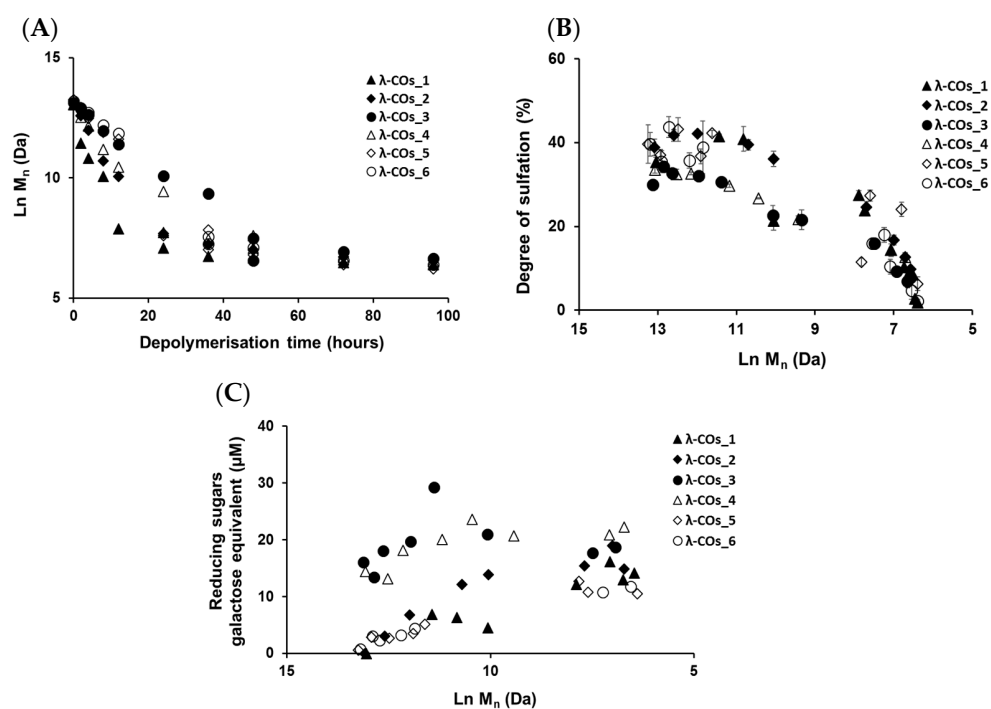 (A)
Ln Mn (Da)
15
10
5
0
20
40
60
80
100
Depolymerisation time (hours)
λ-COs_1
λ-COs_2
λ-COs_3
λ-COs_4
λ-COs_5
λ-COs_6
(B)
Degree of sulfation (%)
60
40
20
0
15
13
11
9
7
5
Ln Mn (Da)
λ-COs_1
λ-COs_2
λ-COs_3
λ-COs_4
λ-COs_5
λ-COs_6
(C)
Reducing sugars
galactose equivalent (µM)
40
30
20
10
0
15
10
5
Ln Mn (Da)
λ-COs_1
λ-COs_2
λ-COs_3
λ-COs_4
λ-COs_5
λ-COs_6